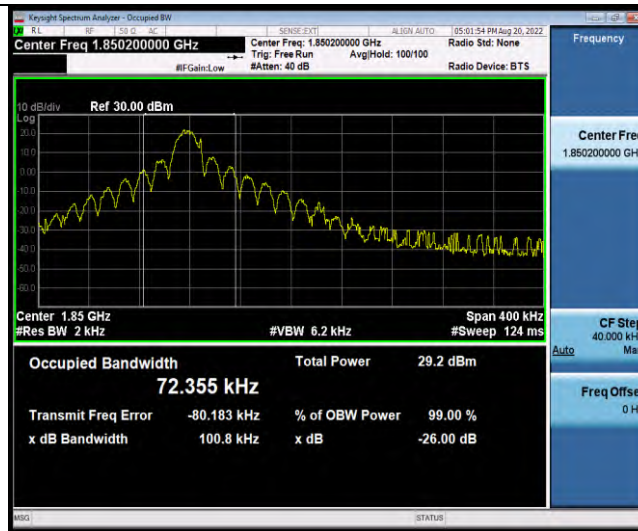 Keysight Spectrum Analyzer - Occupied BW
RL RF 50 Ω AC SENSE:EXT ALIGN AUTO 05:01:54 PM Aug 20, 2022
Center Freq 1.850200000 GHz
Center Freq: 1.850200000 GHz
Radio Std: None
Trig: Free Run Avg|Hold: 100/100
#IFGain:Low
#Atten: 40 dB
Radio Device: BTS
Frequency
10 dB/div Ref 30.00 dBm
Log
20.0
10.0
0.00
-10.0
-20.0
-30.0
-40.0
-50.0
-60.0
Center 1.85 GHz Span 400 kHz
#Res BW 2 kHz #VBW 6.2 kHz #Sweep 124 ms
Occupied Bandwidth Total Power 29.2 dBm
72.355 kHz
Transmit Freq Error -80.183 kHz % of OBW Power 99.00 %
x dB Bandwidth 100.8 kHz x dB -26.00 dB
Center Fre
1.850200000 GH
CF Ste
40.000 kH
Auto Ma
Freq Offse
0 H
MSG STATUS